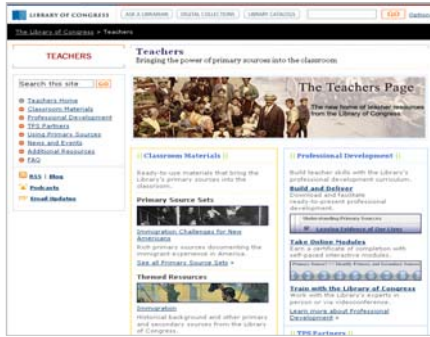 LIBRARY OF CONGRESS
ASK A LIBRARIAN
DIGITAL COLLECTIONS
LIBRARY CATALOGS
GO
Options
The Library of Congress > Teachers
TEACHERS
Search this site
GO
Teachers Home
Classroom Materials
Professional Development
TPS Partners
Using Primary Sources
News and Events
Additional Resources
FAQ
RSS | Blog
Podcasts
Email Updates
Teachers
Bringing the power of primary sources into the classroom
The Teachers Page
The new home of teacher resources
from the Library of Congress.
Classroom Materials
Ready-to-use materials that bring the
Library's primary sources into the
classroom.
Primary Source Sets
Immigration Challenges for New
Americans
Rich primary sources documenting the
immigrant experience in America.
See all Primary Source Sets
Themed Resources
Immigration
Historical background and other primary
and secondary sources from the Library
of Congress.
Professional Development
Build teacher skills with the Library's
professional development curriculum.
Build and Deliver
Download and facilitate
ready-to-present professional
development.
Understanding Primary Sources
Leaving Evidence of Our Lives
Take Online Modules
Earn a certificate of completion with
self-paced interactive modules.
Train with the Library of Congress
Work with the Library's experts in
person or via videoconference.
Learn more about Professional
Development
TPS Partners